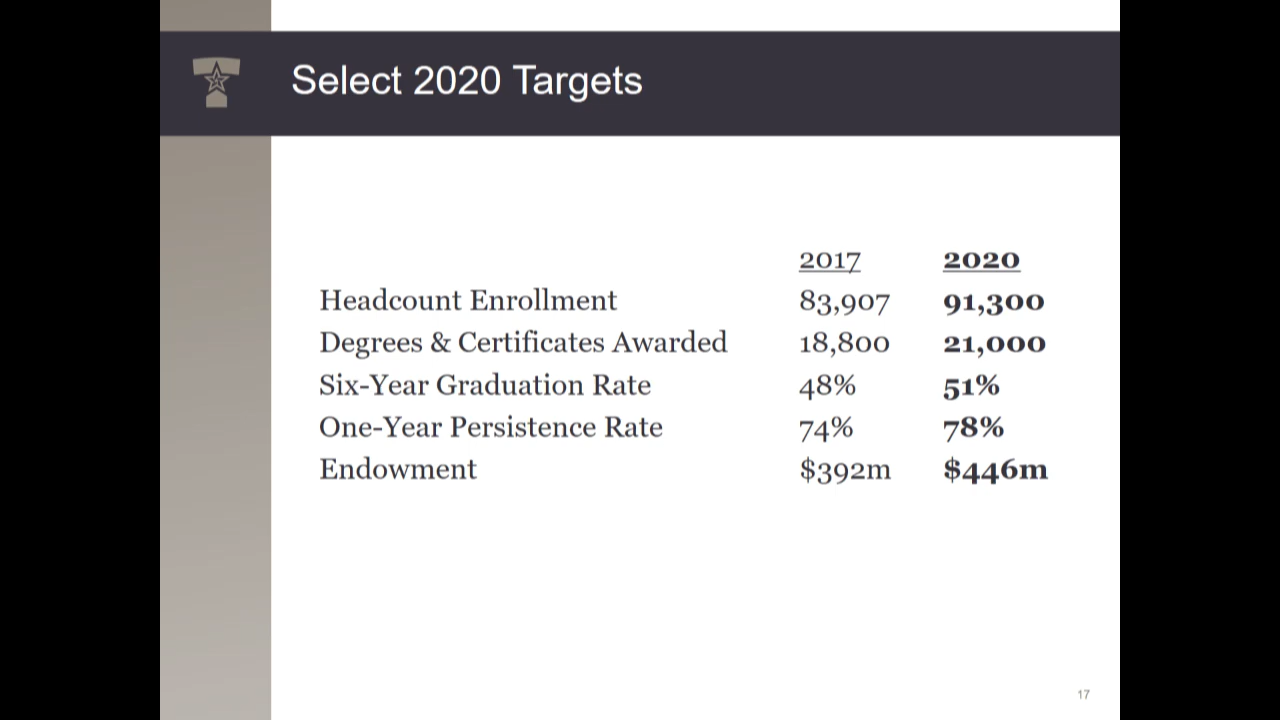 Select 2020 Targets
2017 2020
Headcount Enrollment 83,907 91,300
Degrees & Certificates Awarded 18,800 21,000
Six-Year Graduation Rate 48% 51%
One-Year Persistence Rate 74% 78%
Endowment $392m $446m
17